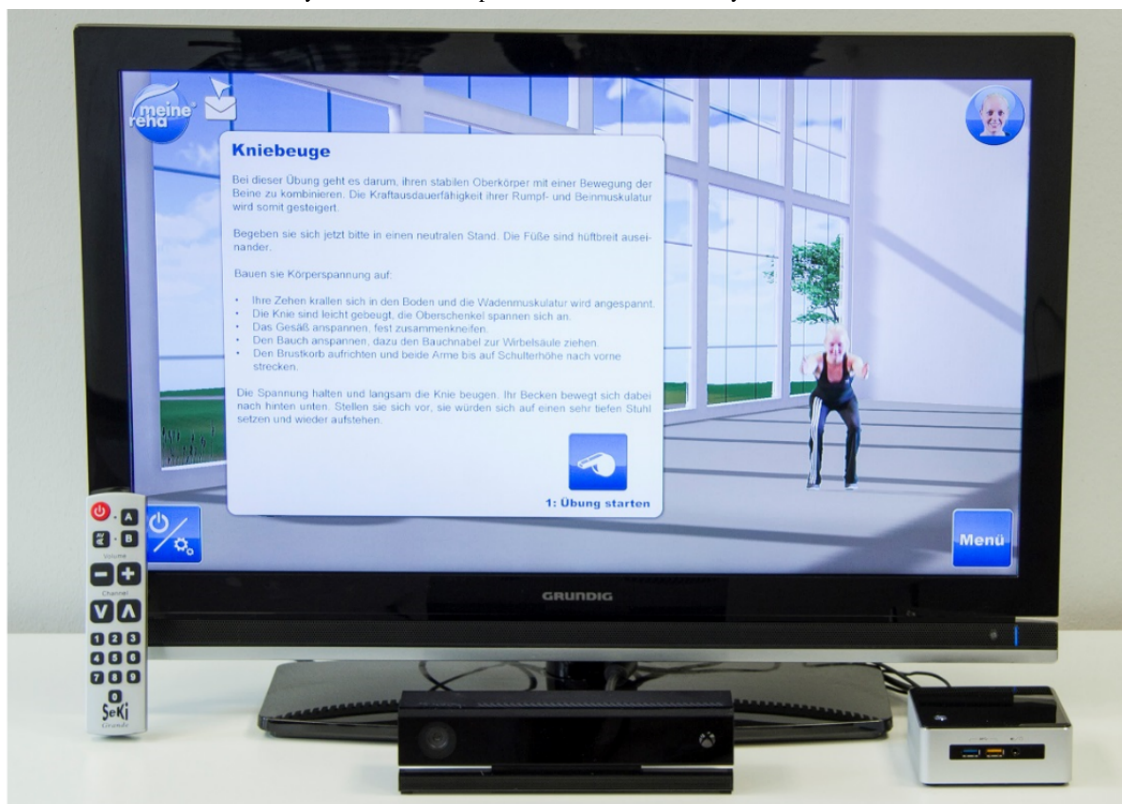 meine
reha
Kniebeuge
Bei dieser Übung geht es darum, ihren stabilen Oberkörper mit einer Bewegung der
Beine zu kombinieren. Die Kraftausdauerfähigkeit ihrer Rumpf- und Beinmuskulatur
wird somit gesteigert.
Begeben sie sich jetzt bitte in einen neutralen Stand. Die Füße sind hüftbreit ausei-
nander.
Bauen sie Körperspannung auf:
• Ihre Zehen krallen sich in den Boden und die Wadenmuskulatur wird angespannt.
• Die Knie sind leicht gebeugt, die Oberschenkel spannen sich an.
• Das Gesäß anspannen, fest zusammenkneifen.
• Den Bauch anspannen, dazu den Bauchnabel zur Wirbelsäule ziehen.
• Den Brustkorb aufrichten und beide Arme bis auf Schulterhöhe nach vorne
strecken.
Die Spannung halten und langsam die Knie beugen. Ihr Becken bewegt sich dabei
nach hinten unten. Stellen sie sich vor, sie würden sich auf einen sehr tiefen Stuhl
setzen und wieder aufstehen.
1: Übung starten
Menü
GRUNDIG
A
AV
B
Volume
- +
Channel
1 2 3
4 5 6
7 8 9
0
SeKi
Grande